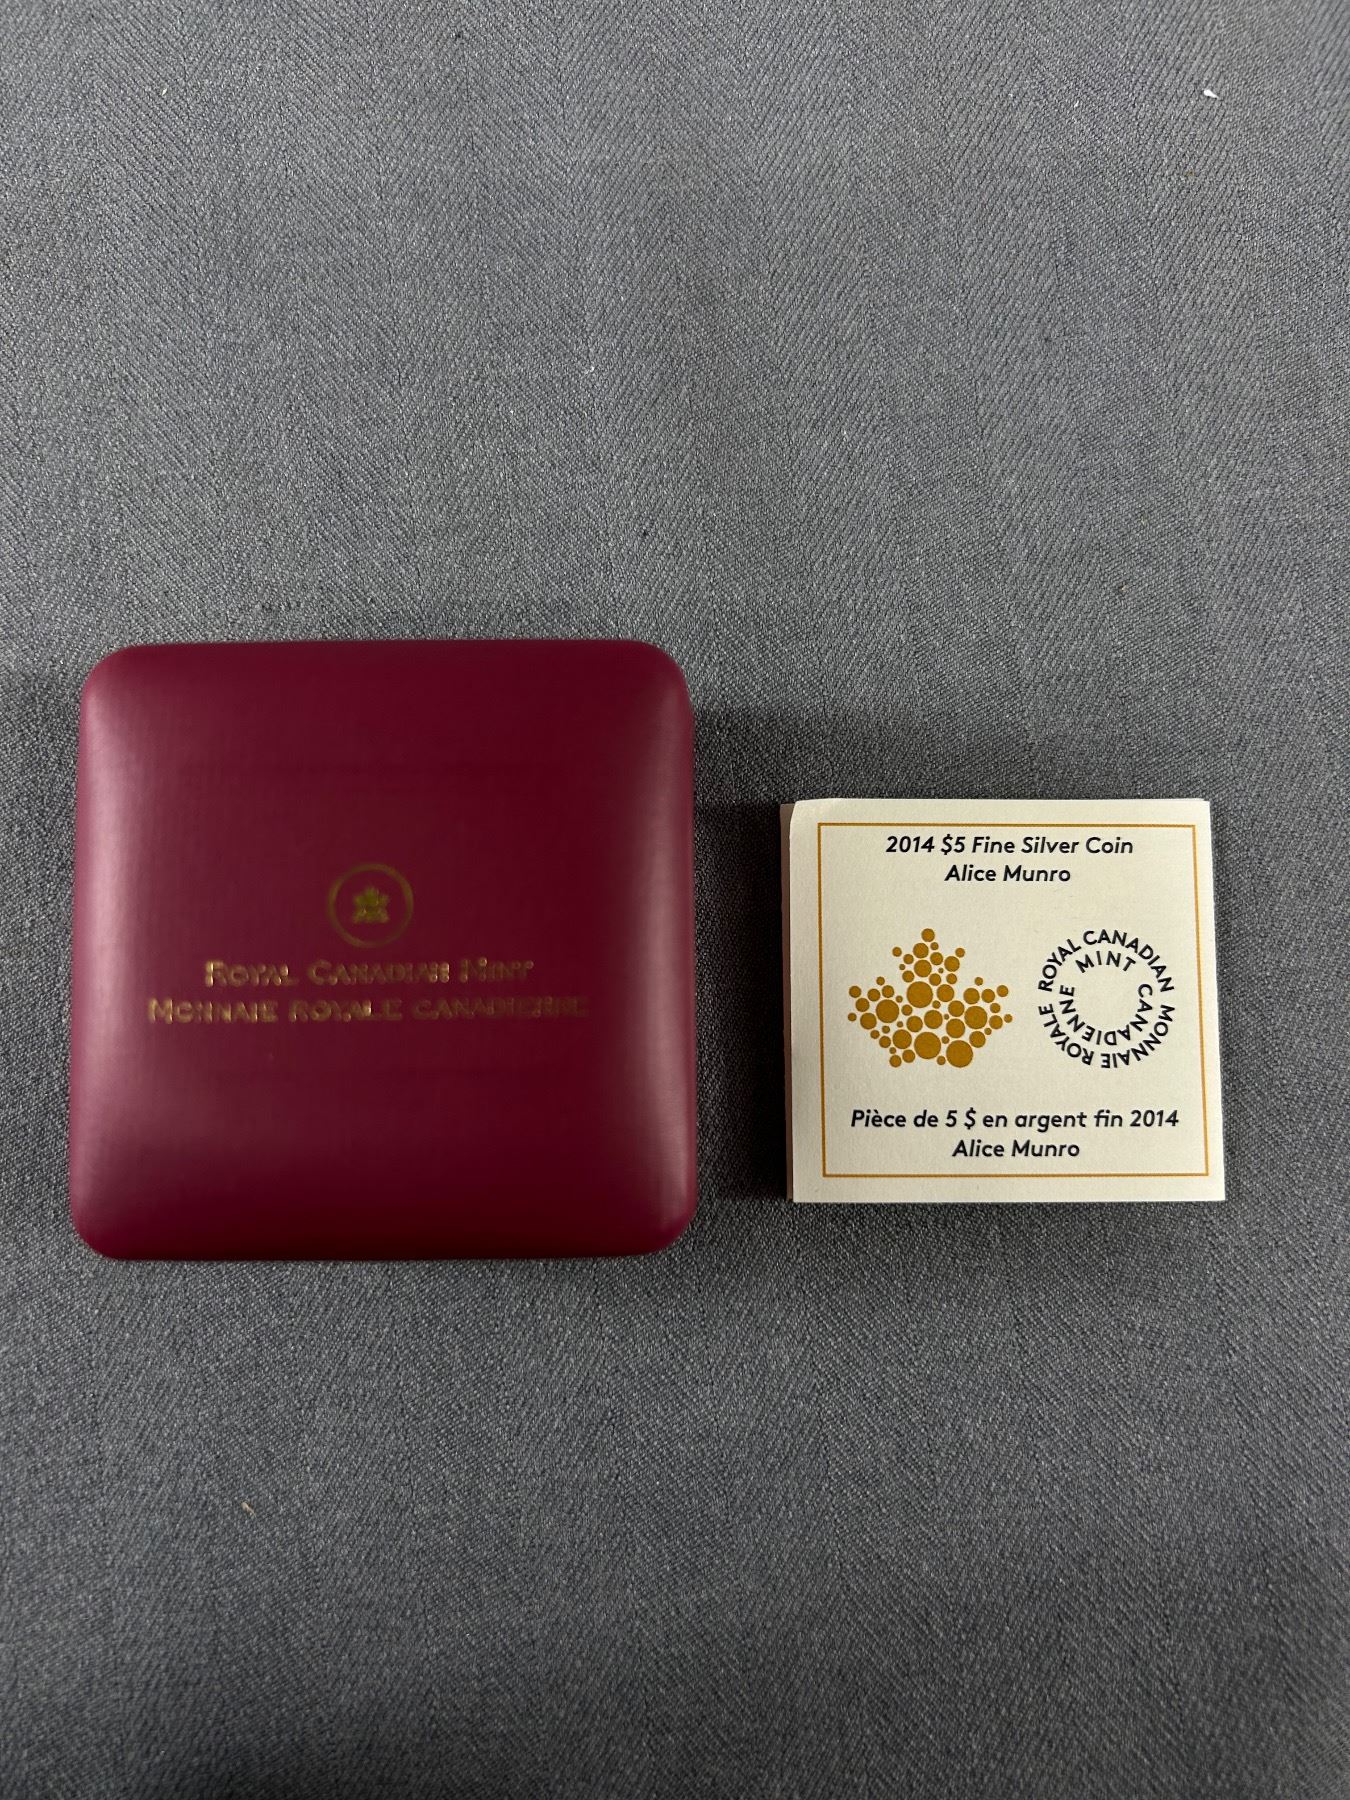 ROYAL CANADIAN MINT
MONNAIE ROYALE CANADIENNE
2014 $5 Fine Silver Coin
Alice Munro
ROYAL CANADIAN MINT
MONNAIE ROYALE CANADIENNE
Pièce de 5 $ en argent fin 2014
Alice Munro